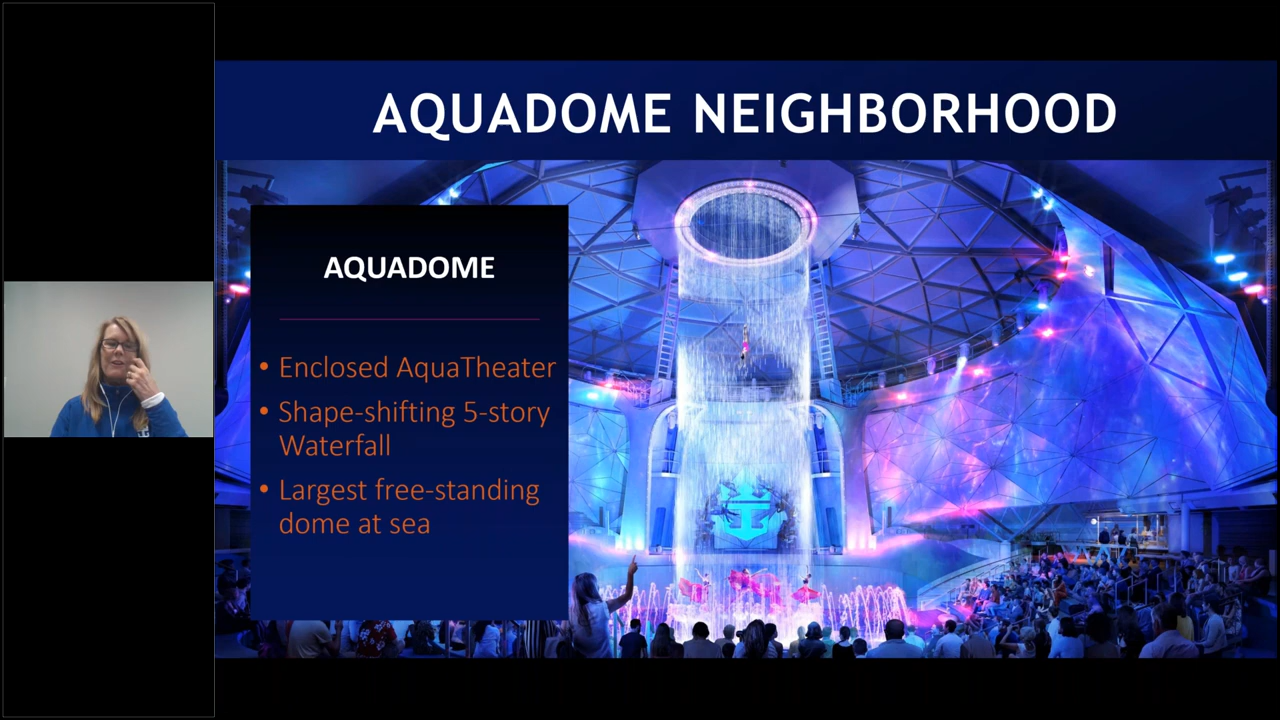 AQUADOME NEIGHBORHOOD
AQUADOME
• Enclosed AquaTheater
• Shape-shifting 5-story
Waterfall
• Largest free-standing
dome at sea